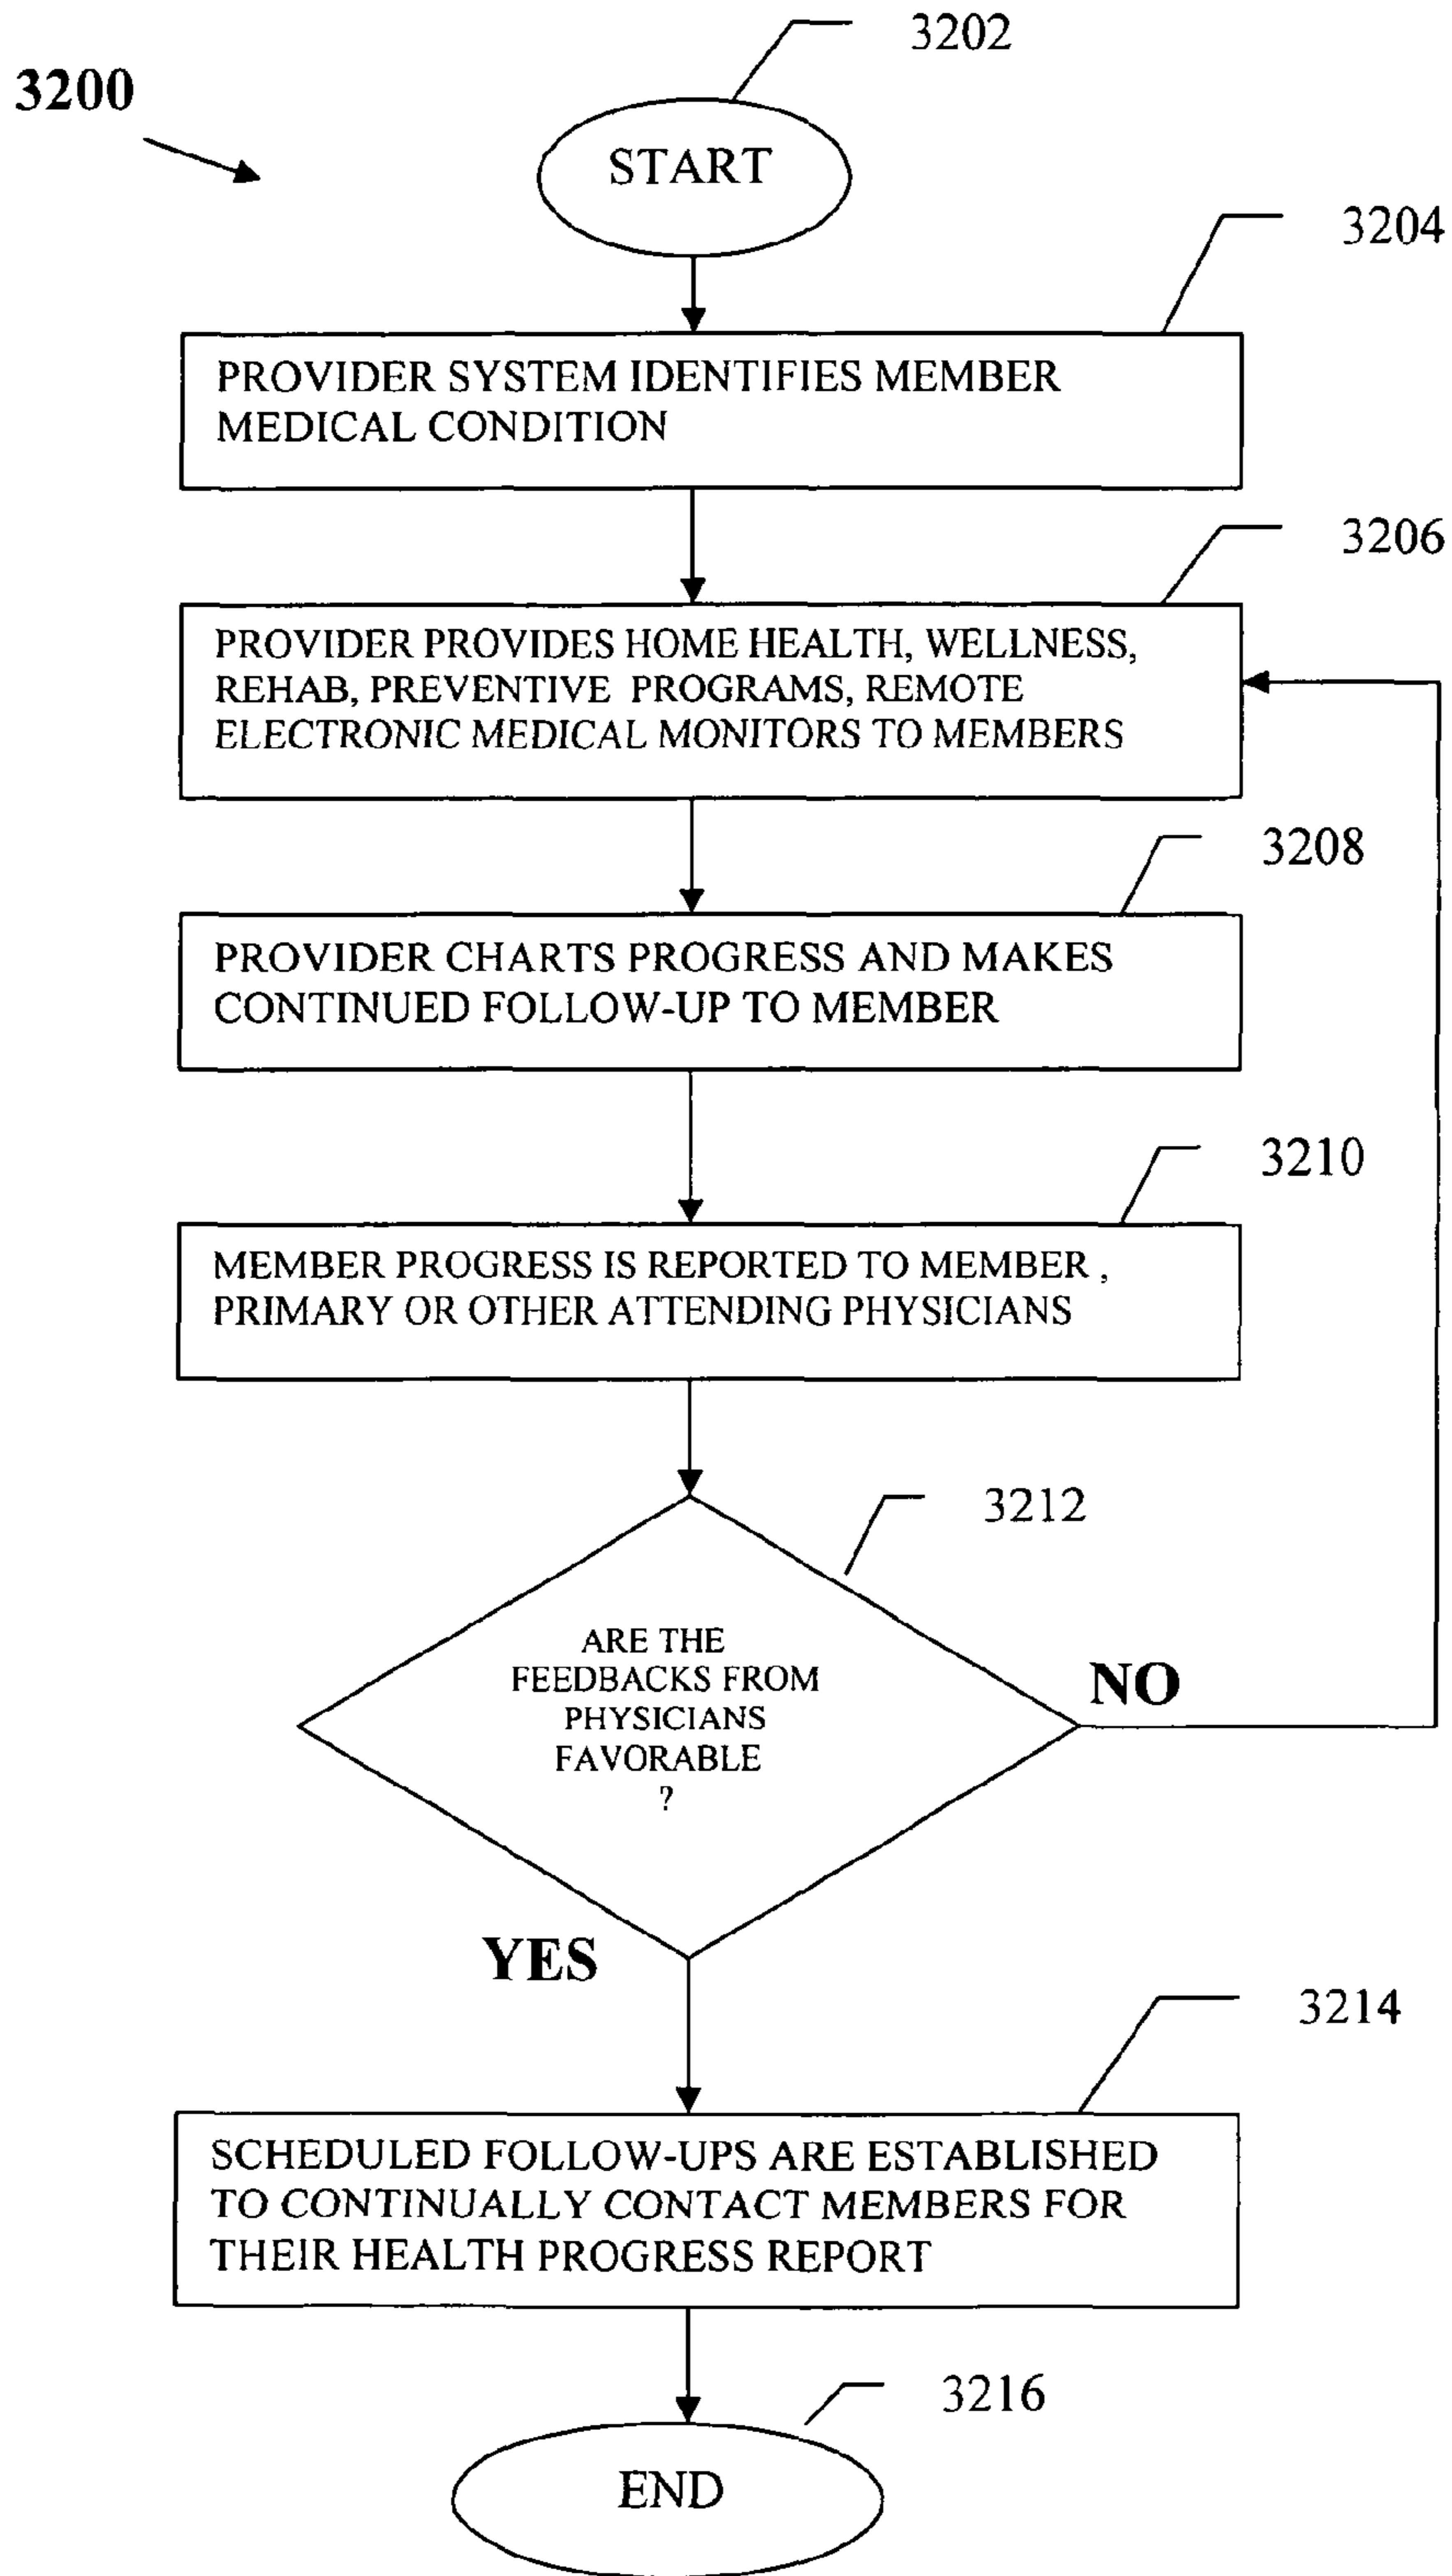 3202
3200
START
3204
PROVIDER SYSTEM IDENTIFIES MEMBER
MEDICAL CONDITION
3206
PROVIDER PROVIDES HOME HEALTH, WELLNESS,
REHAB, PREVENTIVE PROGRAMS, REMOTE
ELECTRONIC MEDICAL MONITORS TO MEMBERS
3208
PROVIDER CHARTS PROGRESS AND MAKES
CONTINUED FOLLOW-UP TO MEMBER
3210
MEMBER PROGRESS IS REPORTED TO MEMBER ,
PRIMARY OR OTHER ATTENDING PHYSICIANS
3212
ARE THE
FEEDBACKS FROM
PHYSICIANS
FAVORABLE
?
NO
YES
3214
SCHEDULED FOLLOW-UPS ARE ESTABLISHED
TO CONTINUALLY CONTACT MEMBERS FOR
THEIR HEALTH PROGRESS REPORT
3216
END